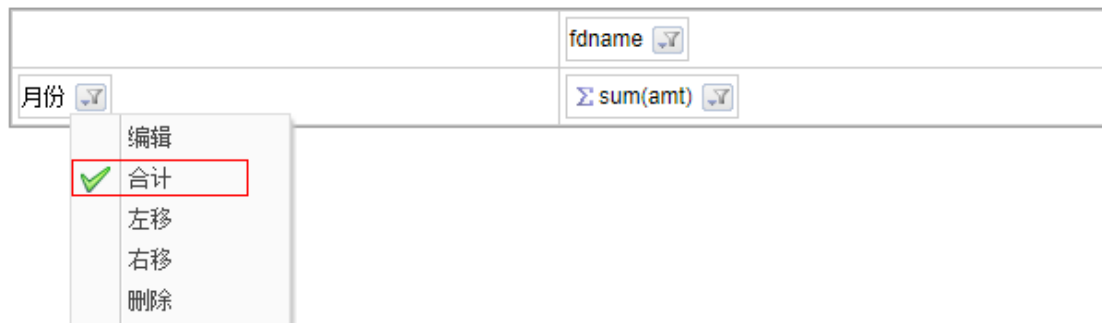 fdname
月份 Σ sum(amt)
编辑
合计
左移
右移
删除